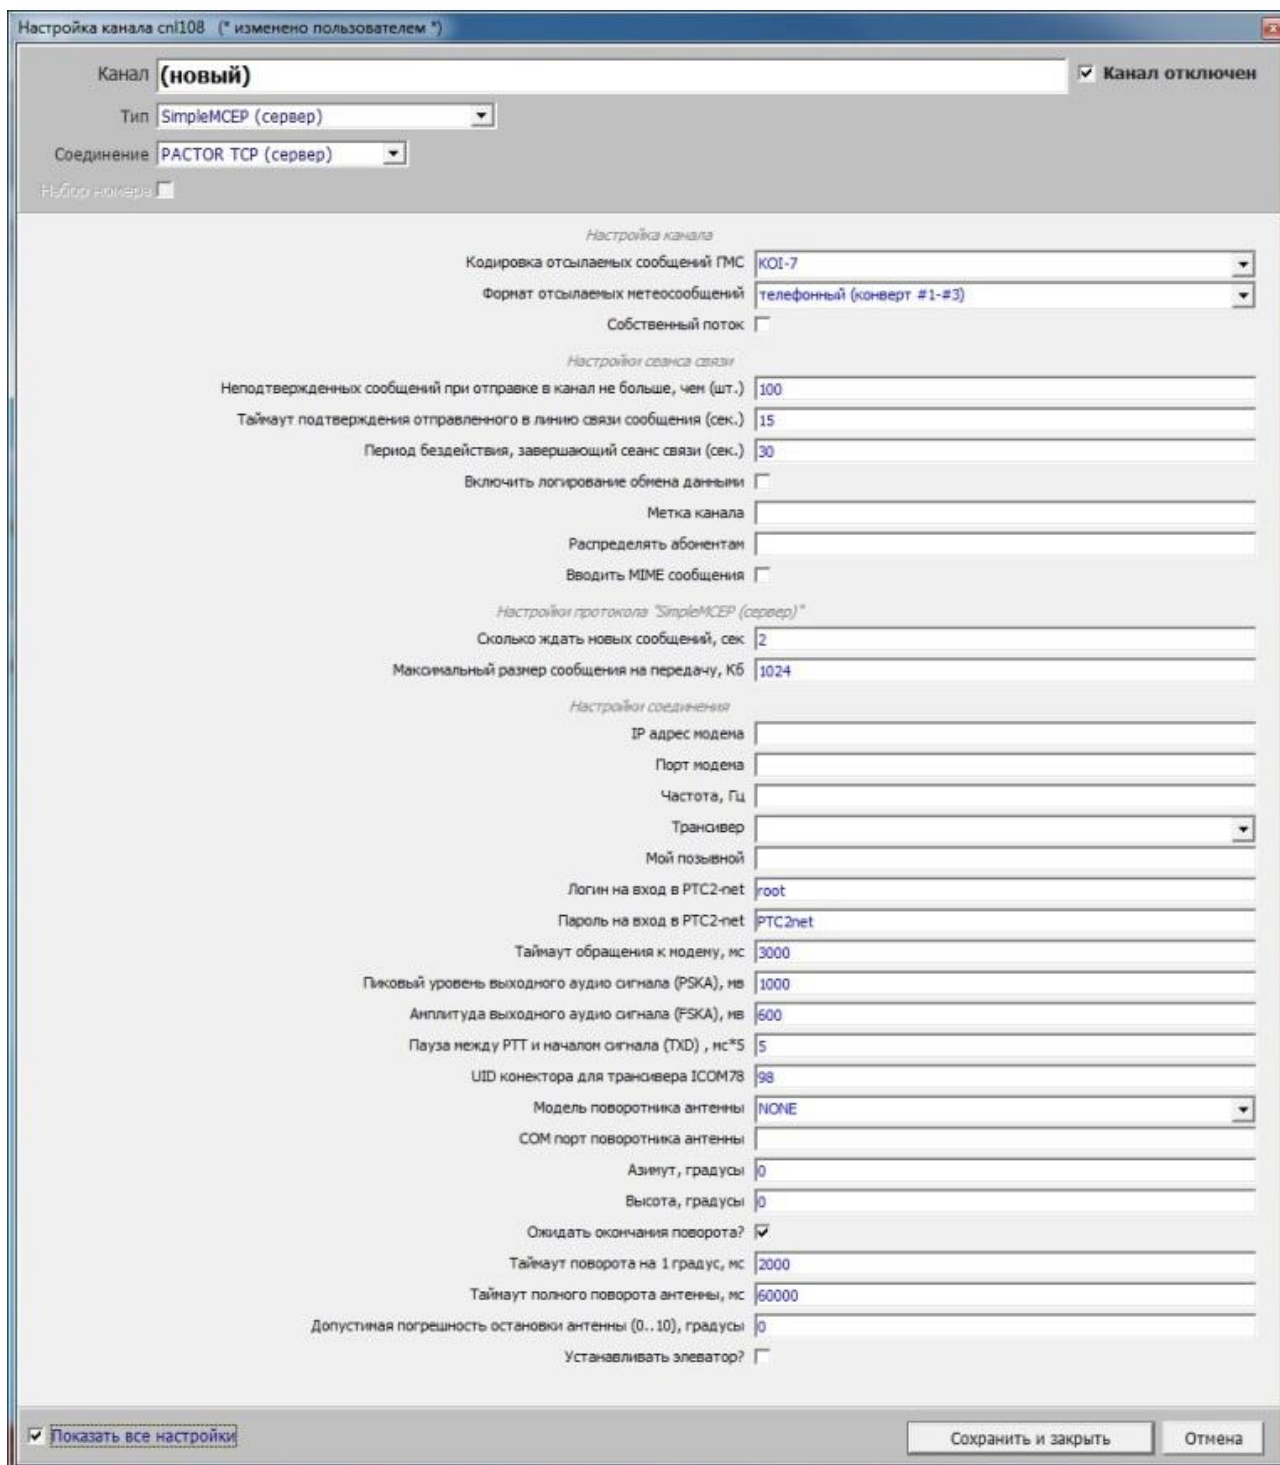 Настройка канала cnl108 (* изменено пользователем *)
Канал (новый) Канал отключен
Тип SimpleMCEP (сервер)
Соединение PACTOR TCP (сервер)
Набор номера
Настройка канала
Кодировка отсылаемых сообщений ГМС KOI-7
Формат отсылаемых метеосообщений телефонный (конверт #1-#3)
Собственный поток
Настройки сеанса связи
Неподтвержденных сообщений при отправке в канал не больше, чем (шт.) 100
Таймаут подтверждения отправленного в линию связи сообщения (сек.) 15
Период бездействия, завершающий сеанс связи (сек.) 30
Включить логирование обмена данными
Метка канала
Распределять абонентам
Вводить MIME сообщения
Настройки протокола "SimpleMCEP (сервер)"
Сколько ждать новых сообщений, сек 2
Максимальный размер сообщения на передачу, Кб 1024
Настройки соединения
IP адрес модема
Порт модема
Частота, Гц
Трансивер
Мой позывной
Логин на вход в PTC2-net root
Пароль на вход в PTC2-net PTC2net
Таймаут обращения к модему, мс 3000
Пиковый уровень выходного аудио сигнала (PSKA), мв 1000
Амплитуда выходного аудио сигнала (FSKA), мв 600
Пауза между PTT и началом сигнала (TXD) , мс*5 5
UID конектора для трансивера ICOM78 98
Модель поворотника антенны NONE
COM порт поворотника антенны
Азимут, градусы 0
Высота, градусы 0
Ожидать окончания поворота?
Таймаут поворота на 1 градус, мс 2000
Таймаут полного поворота антенны, мс 60000
Допустимая погрешность остановки антенны (0..10), градусы 0
Устанавливать элеватор?
Показать все настройки Сохранить и закрыть Отмена